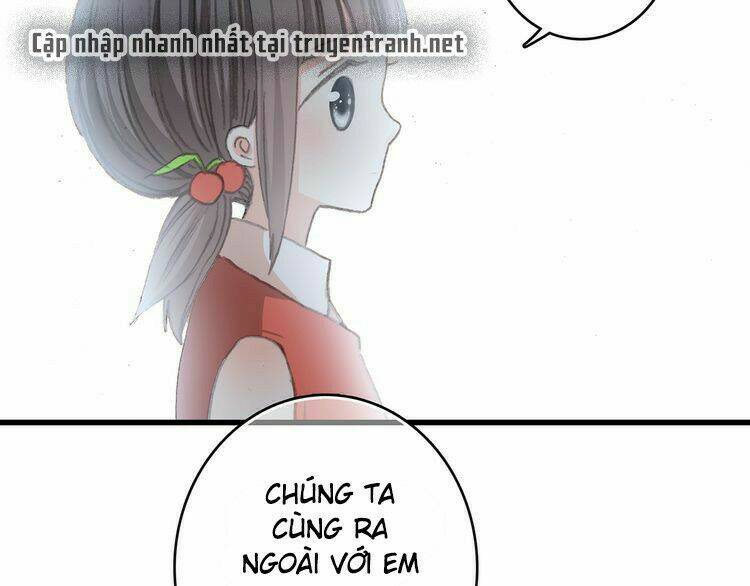 Cập nhập nhanh nhất tại truyentranh.net
CHÚNG TA
CÙNG RA
NGOÀI VỚI EM